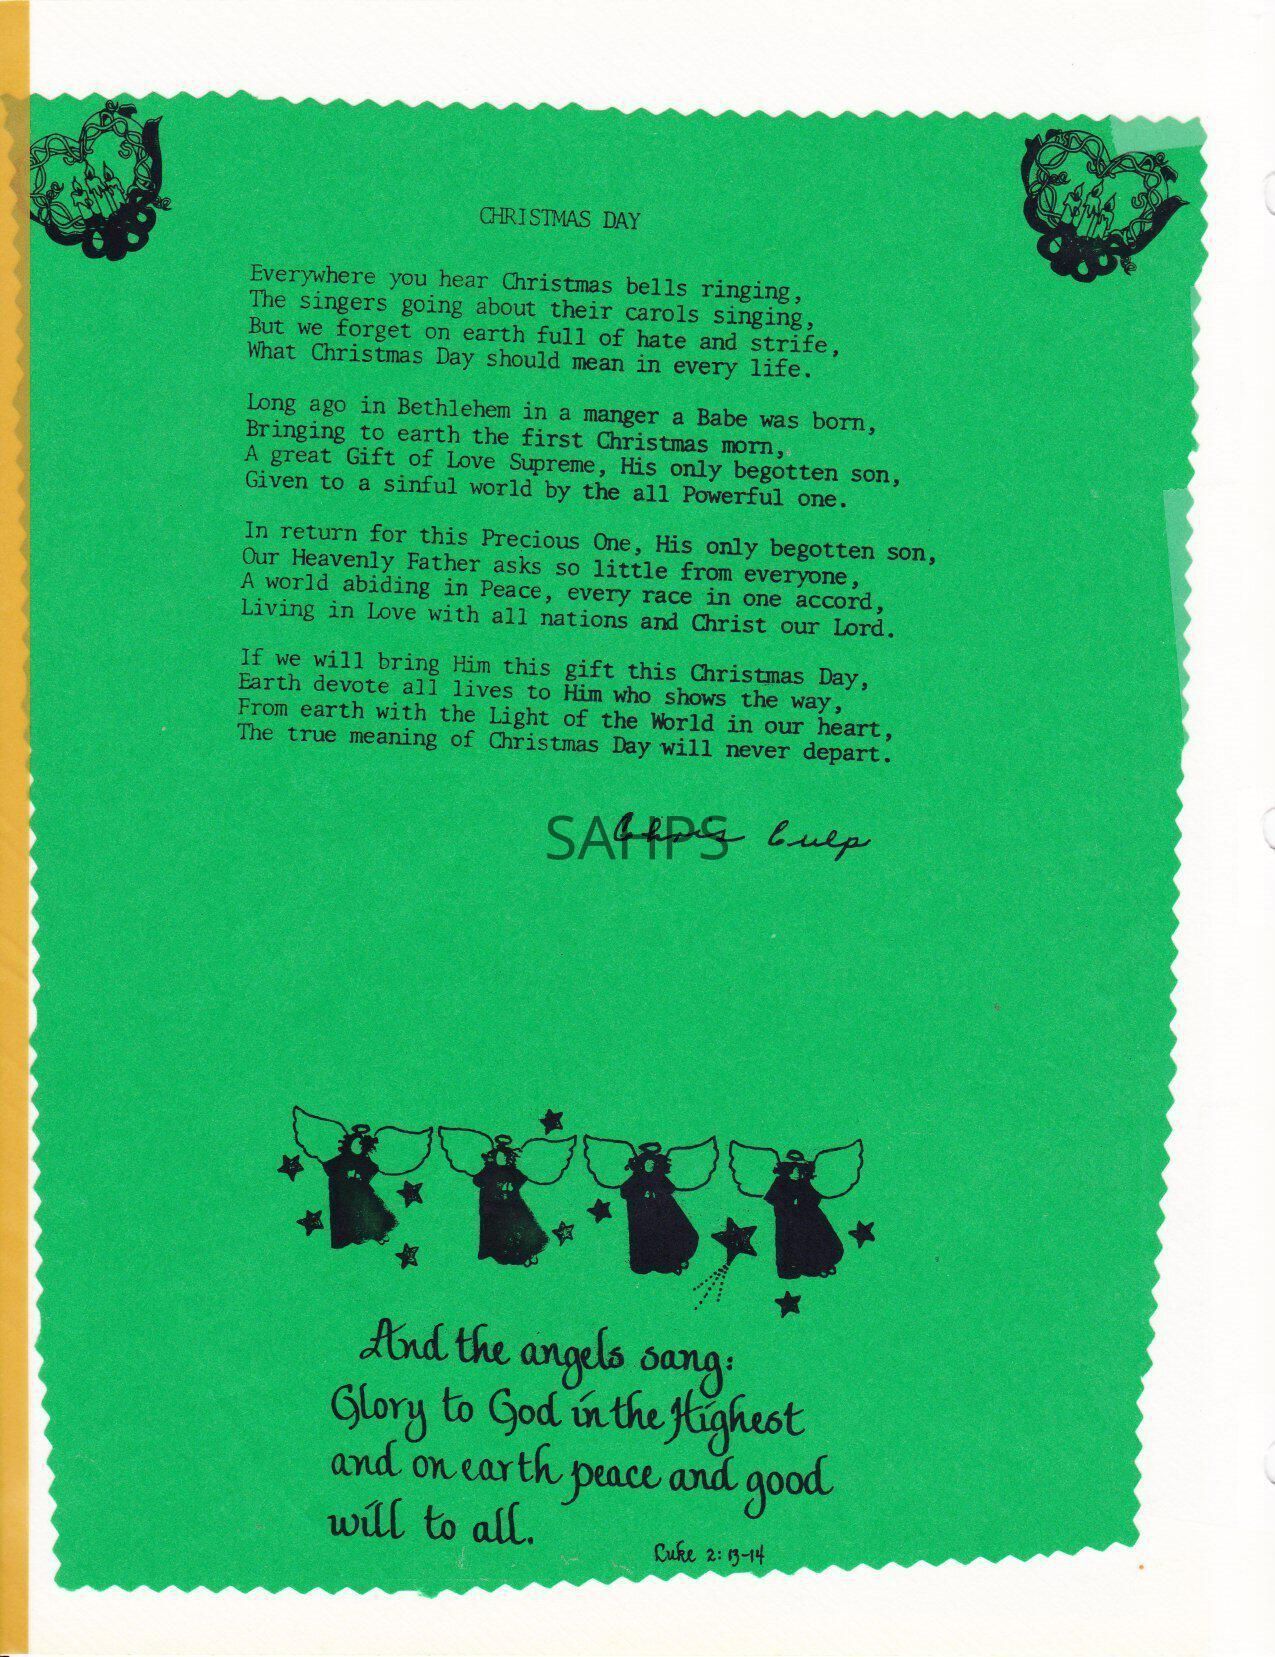 CHRISTMAS DAY
Everywhere you hear Christmas bells ringing,
The singers going about their carols singing,
But we forget on earth full of hate and strife,
What Christmas Day should mean in every life.
Long ago in Bethlehem in a manger a Babe was born,
Bringing to earth the first Christmas morn,
A great Gift of Love Supreme, His only begotten son,
Given to a sinful world by the all Powerful one.
In return for this Precious One, His only begotten son,
Our Heavenly Father asks so little from everyone,
A world abiding in Peace, every race in one accord,
Living in Love with all nations and Christ our Lord.
If we will bring Him this gift this Christmas Day,
Earth devote all lives to Him who shows the way,
From earth with the Light of the World in our heart,
The true meaning of Christmas Day will never depart.
SAHPS
Chris Culp
And the angels sang:
Glory to God in the Highest
and on earth peace and good
will to all.
Luke 2:13-14